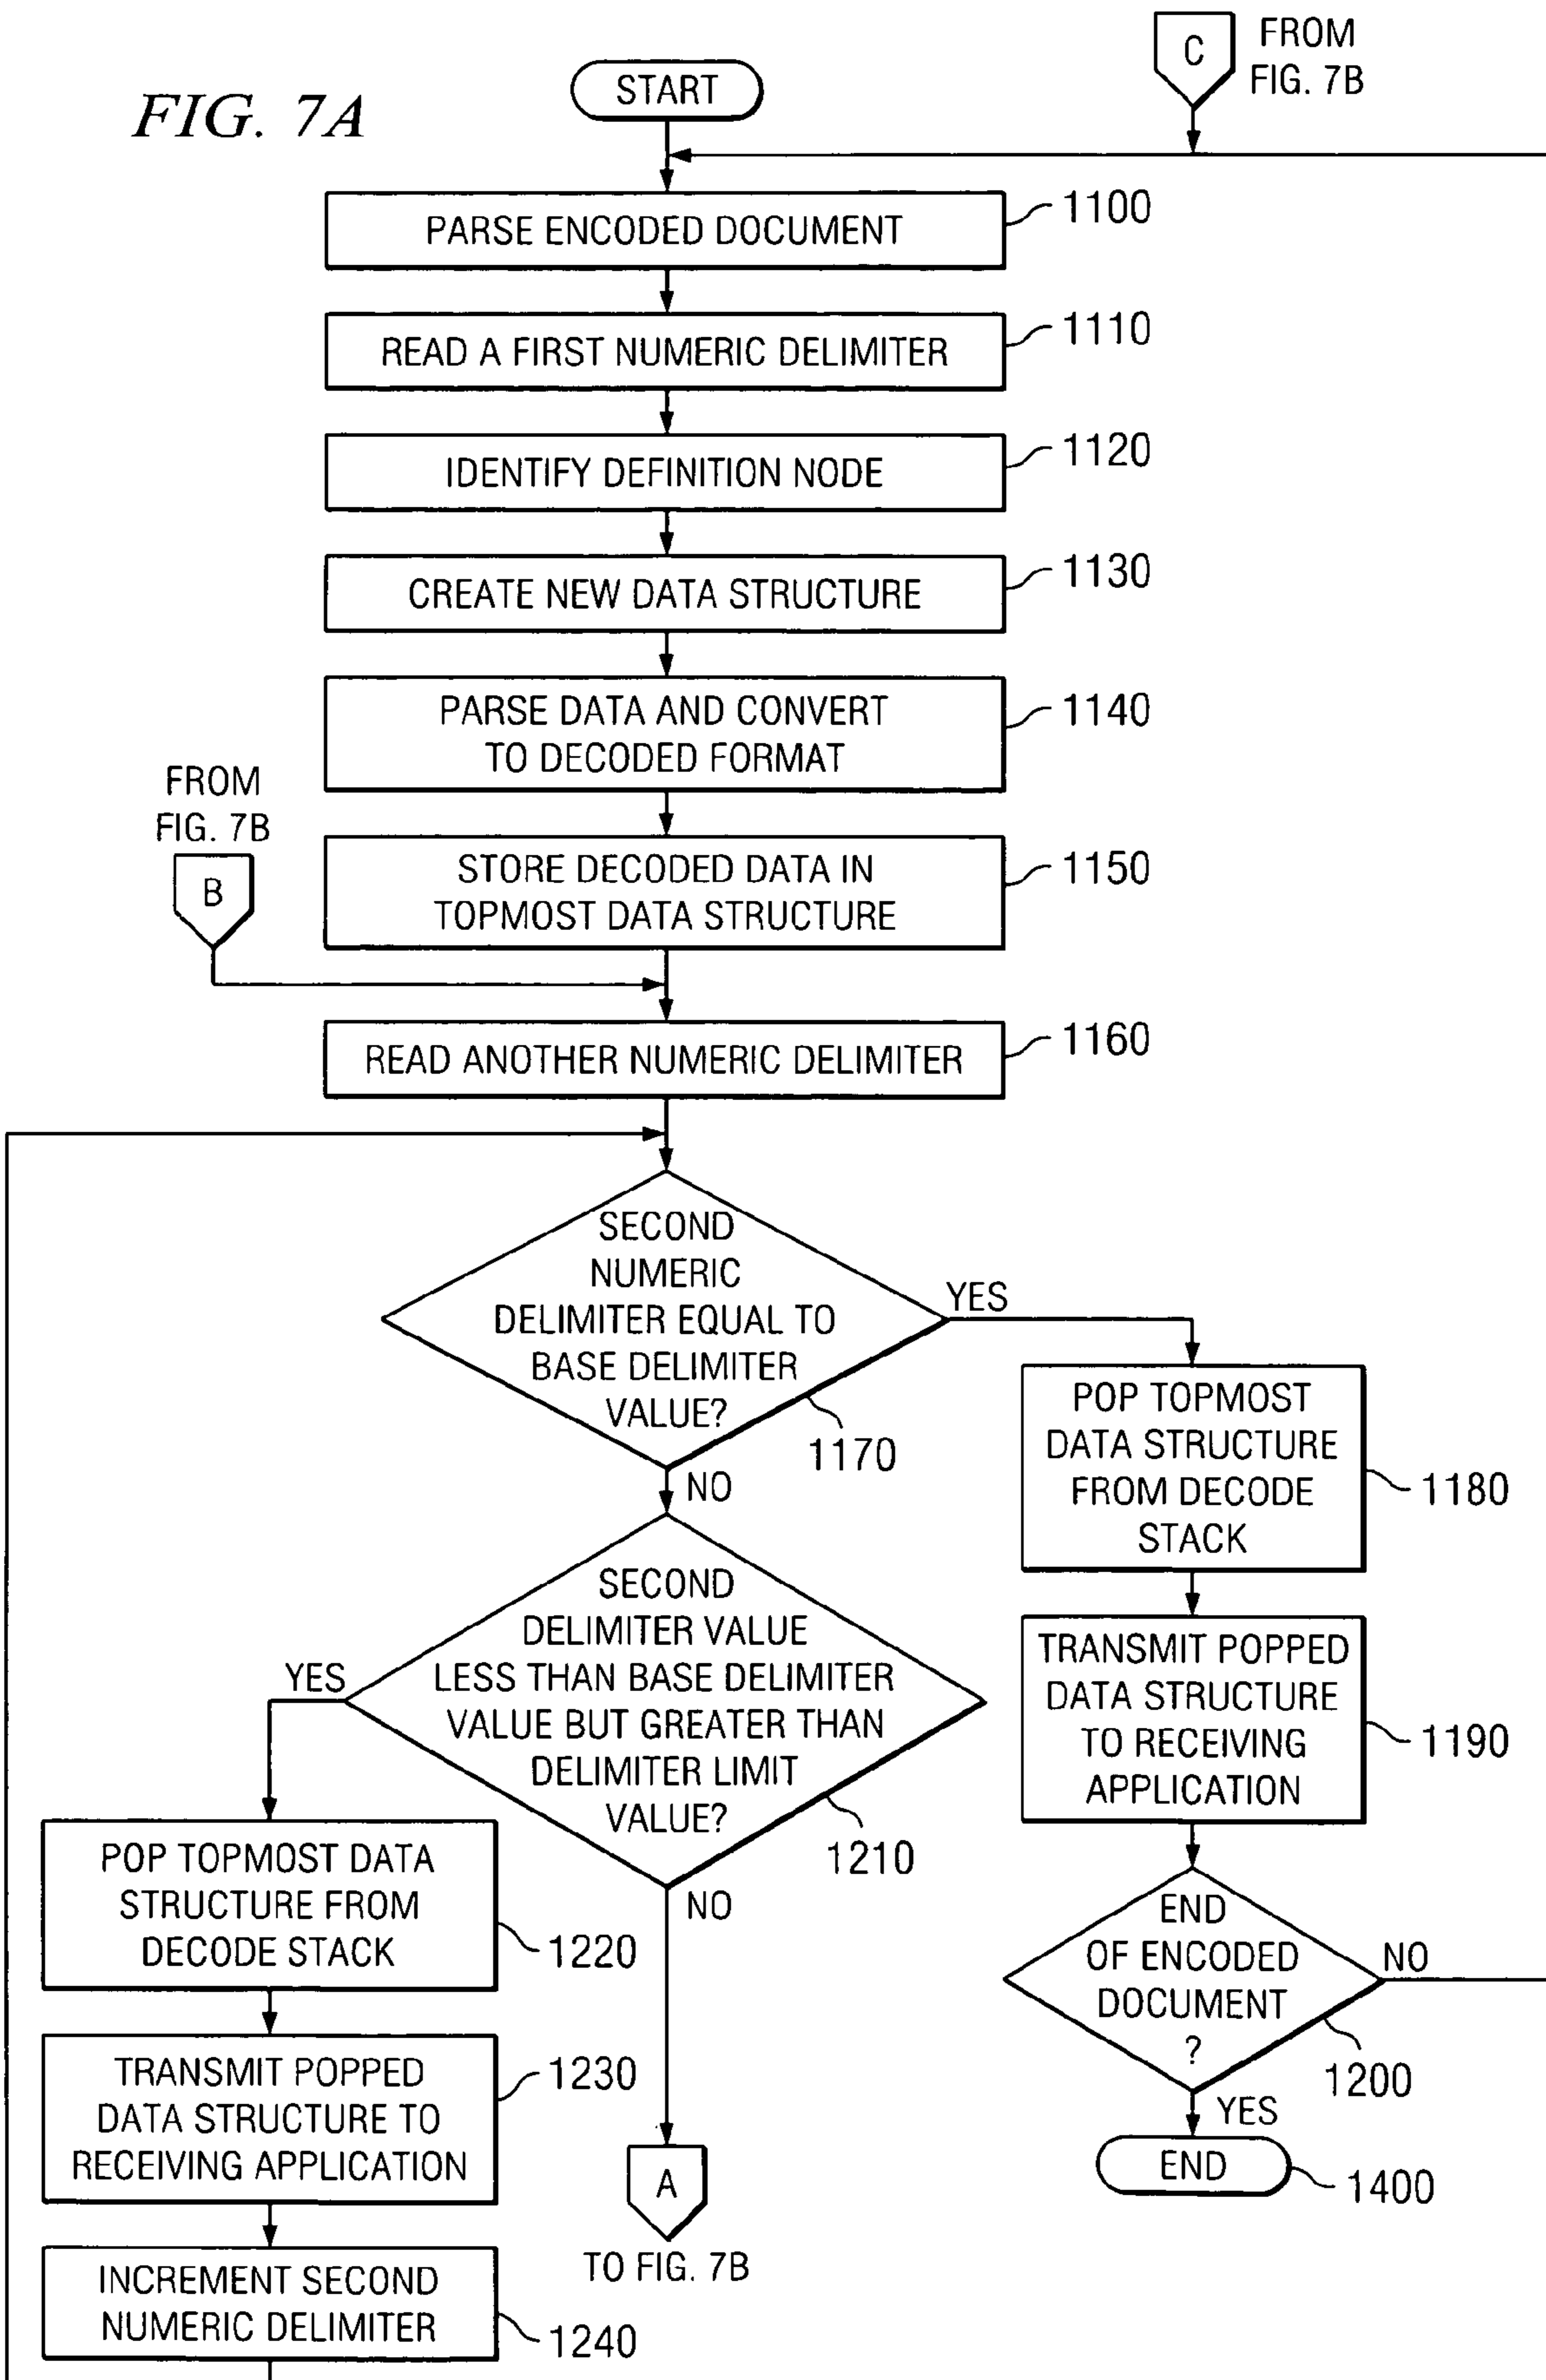 FIG. 7A
START
C
FROM
FIG. 7B
PARSE ENCODED DOCUMENT
1100
READ A FIRST NUMERIC DELIMITER
1110
IDENTIFY DEFINITION NODE
1120
CREATE NEW DATA STRUCTURE
1130
PARSE DATA AND CONVERT
TO DECODED FORMAT
1140
FROM
FIG. 7B
B
STORE DECODED DATA IN
TOPMOST DATA STRUCTURE
1150
READ ANOTHER NUMERIC DELIMITER
1160
SECOND
NUMERIC
DELIMITER EQUAL TO
BASE DELIMITER
VALUE?
1170
YES
NO
POP TOPMOST
DATA STRUCTURE
FROM DECODE
STACK
1180
TRANSMIT POPPED
DATA STRUCTURE
TO RECEIVING
APPLICATION
1190
SECOND
DELIMITER VALUE
LESS THAN BASE DELIMITER
VALUE BUT GREATER THAN
DELIMITER LIMIT
VALUE?
1210
YES
NO
POP TOPMOST DATA
STRUCTURE FROM
DECODE STACK
1220
TRANSMIT POPPED
DATA STRUCTURE TO
RECEIVING APPLICATION
1230
INCREMENT SECOND
NUMERIC DELIMITER
1240
A
TO FIG. 7B
END
OF ENCODED
DOCUMENT
?
1200
NO
YES
END
1400